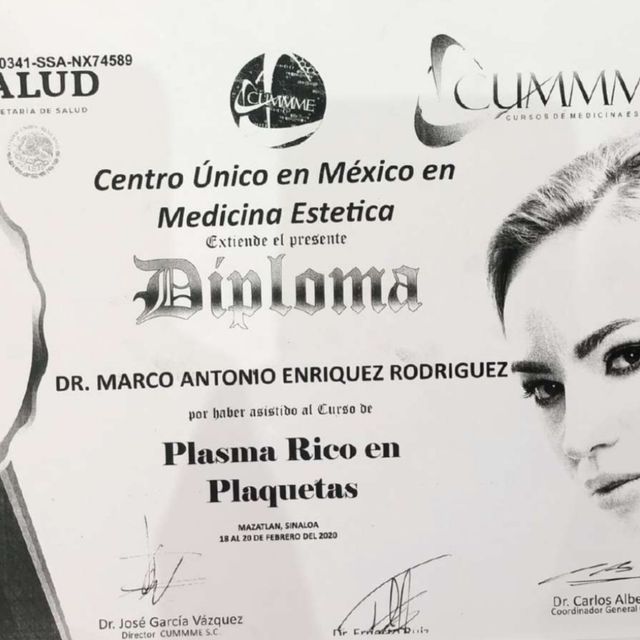 0341-SSA-NX74589
ALUD
ETARÍA DE SALUD
CUMMME
CUMMM
CURSOS DE MEDICINA ES
Centro Único en México en
Medicina Estetica
Extiende el presente
Diploma
DR. MARCO ANTONIO ENRIQUEZ RODRIGUEZ
por haber asistido al Curso de
Plasma Rico en
Plaquetas
MAZATLAN, SINALOA
18 AL 20 DE FEBRERO DEL 2020
Dr. José García Vázquez
Director CUMMME S.C.
Dr. Ruiz
Dr. Carlos Albe
Coordinador General